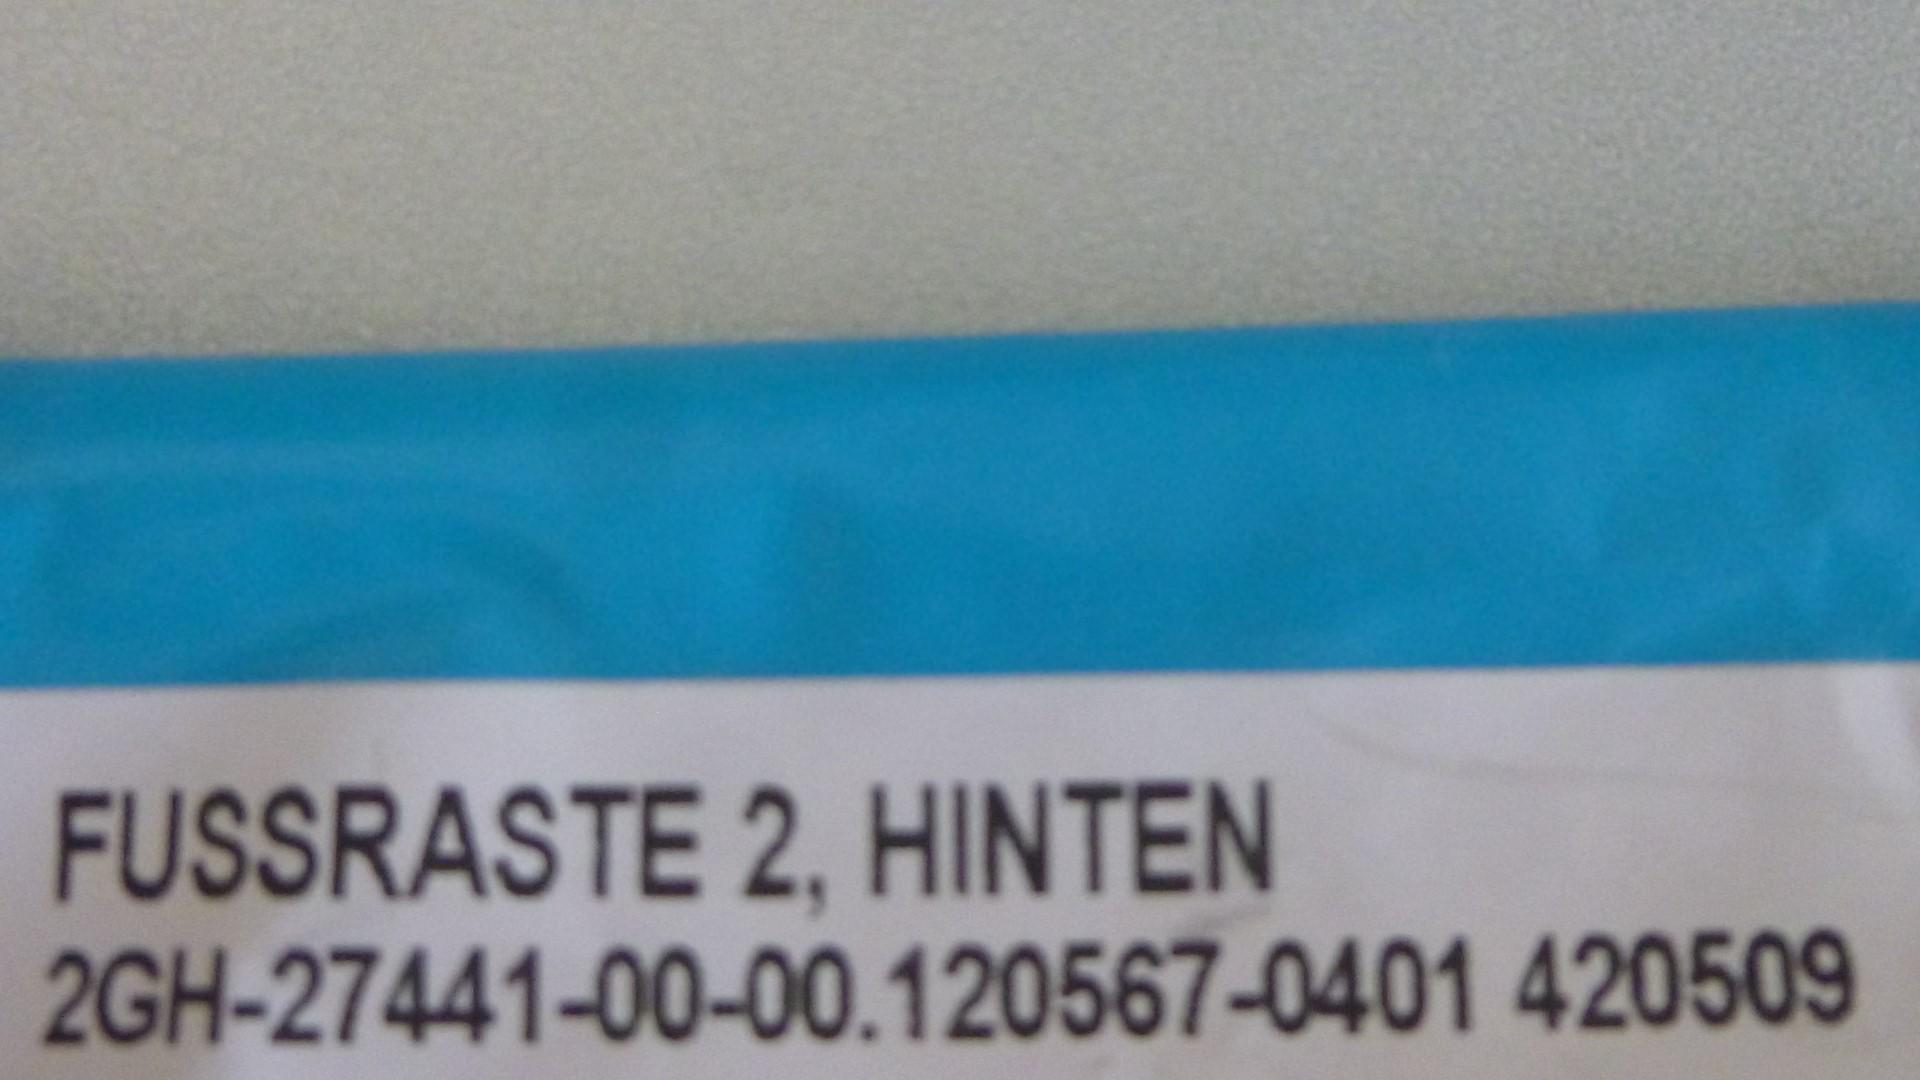 FUSSRASTE 2, HINTEN
2GH-27441-00-00.120567-0401 420509